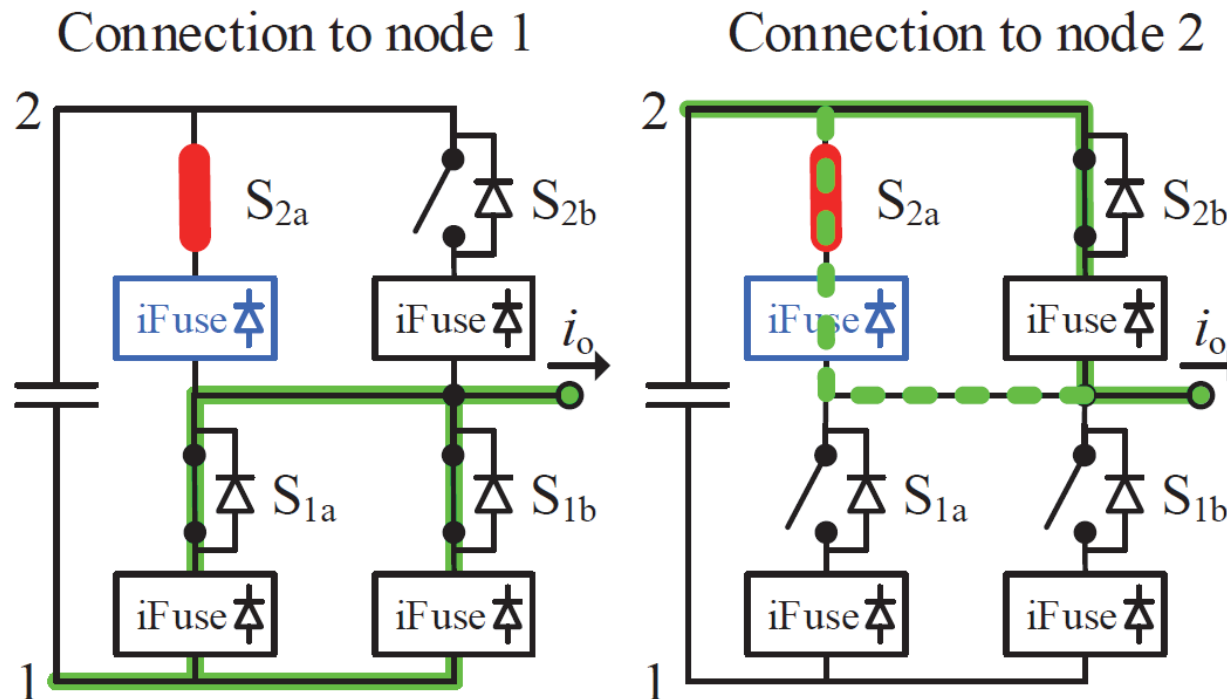 Connection to node 1
Connection to node 2
2
S2a
S2b
iFuse
iFuse
io
S1a
S1b
iFuse
iFuse
1
2
S2a
S2b
iFuse
iFuse
io
S1a
S1b
iFuse
iFuse
1